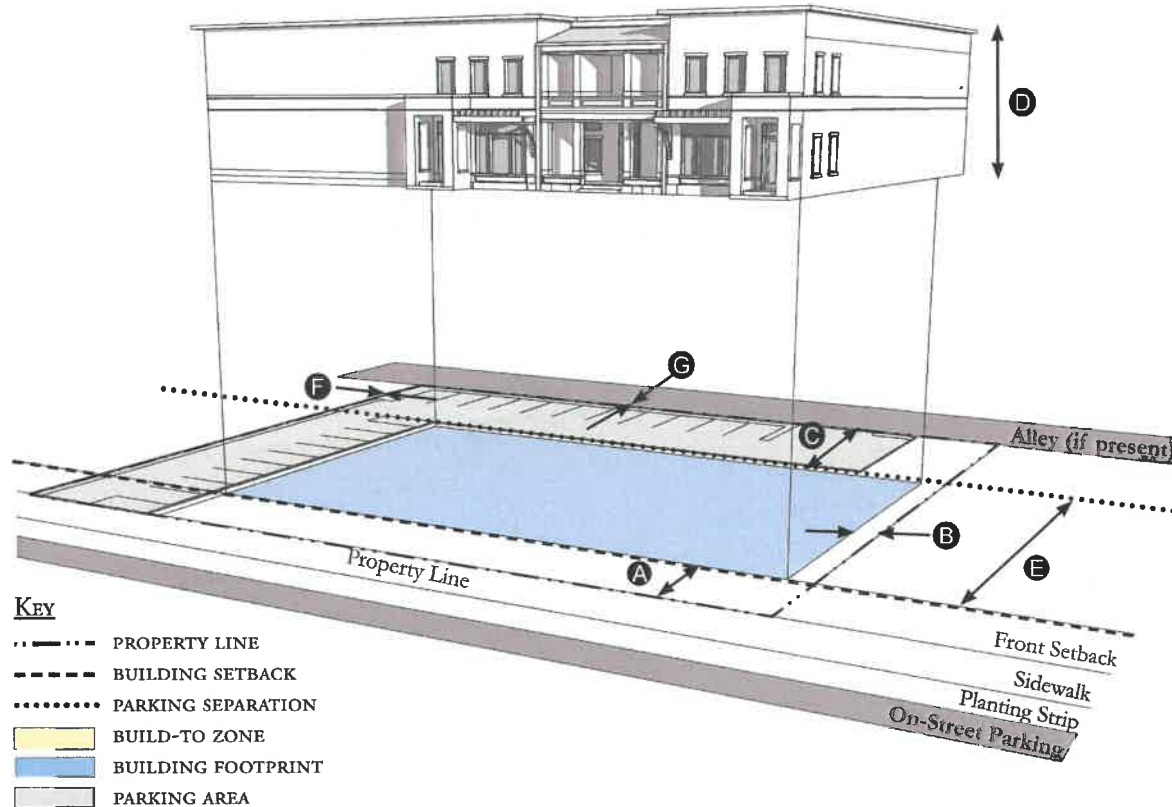 D
G
F
C
Alley (if present)
B
A
E
Property Line
Front Setback
Sidewalk
Planting Strip
On-Street Parking
KEY
PROPERTY LINE
BUILDING SETBACK
PARKING SEPARATION
BUILD-TO ZONE
BUILDING FOOTPRINT
PARKING AREA